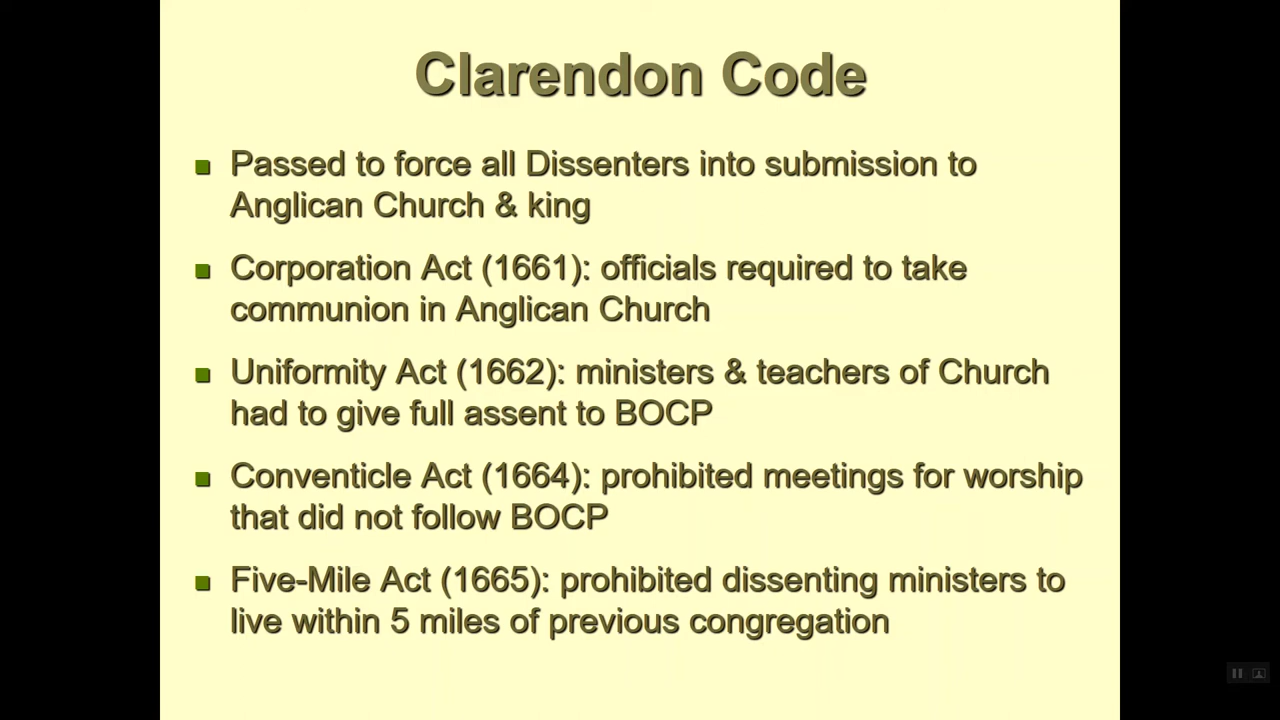 Clarendon Code
Passed to force all Dissenters into submission to
Anglican Church & king
Corporation Act (1661): officials required to take
communion in Anglican Church
Uniformity Act (1662): ministers & teachers of Church
had to give full assent to BOCP
Conventicle Act (1664): prohibited meetings for worship
that did not follow BOCP
Five-Mile Act (1665): prohibited dissenting ministers to
live within 5 miles of previous congregation